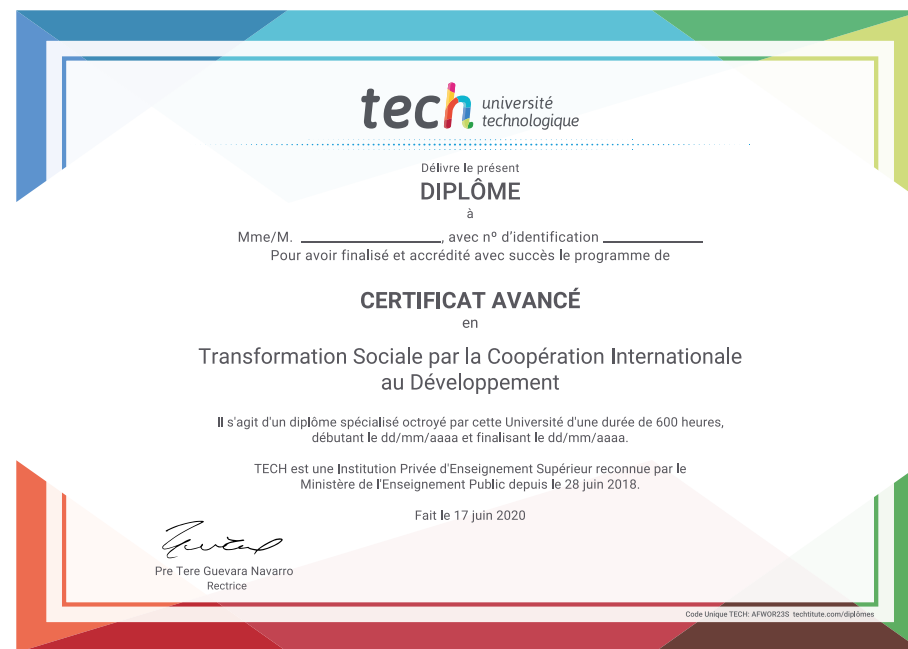 tech université
technologique
Délivre le présent
DIPLÔME
à
Mme/M. ____________________, avec nº d'identification ______________
Pour avoir finalisé et accrédité avec succès le programme de
CERTIFICAT AVANCÉ
en
Transformation Sociale par la Coopération Internationale
au Développement
Il s'agit d'un diplôme spécialisé octroyé par cette Université d'une durée de 600 heures,
débutant le dd/mm/aaaa et finalisant le dd/mm/aaaa.
TECH est une Institution Privée d'Enseignement Supérieur reconnue par le
Ministère de l'Enseignement Public depuis le 28 juin 2018.
Fait le 17 juin 2020
Pre Tere Guevara Navarro
Rectrice
Code Unique TECH: AFWOR23S techtitute.com/diplômes